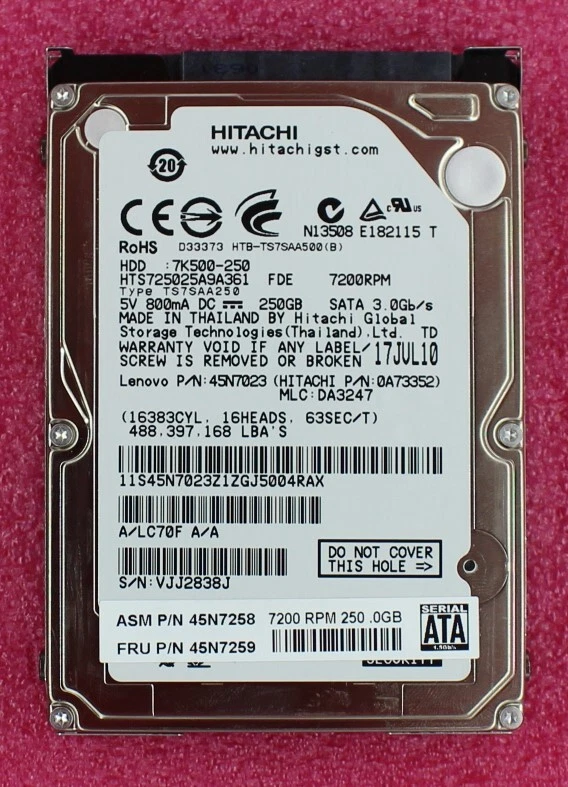 HITACHI
www.hitachigst.com
20
N13508 E182115 T
RoHS D33373 HTB-TS7SAA500(B)
HDD :7K500-250
HTS725025A9A361 FDE 7200RPM
Type TS7SAA250
5V 800mA DC 250GB SATA 3.0Gb/s
MADE IN THAILAND BY Hitachi Global
Storage Technologies(Thailand).Ltd. TD
WARRANTY VOID IF ANY LABEL/ 17JUL10
SCREW IS REMOVED OR BROKEN
Lenovo P/N:45N7023 (HITACHI P/N:0A73352)
MLC:DA3247
(16383CYL, 16HEADS, 63SEC/T)
488,397,168 LBA'S
11S45N7023Z1ZGJ5004RAX
A/LC70F A/A
DO NOT COVER
THIS HOLE =>
S/N:VJJ2838J
ASM P/N 45N7258 7200 RPM 250 .0GB
FRU P/N 45N7259
SERIAL
ATA
1.5Gb/s